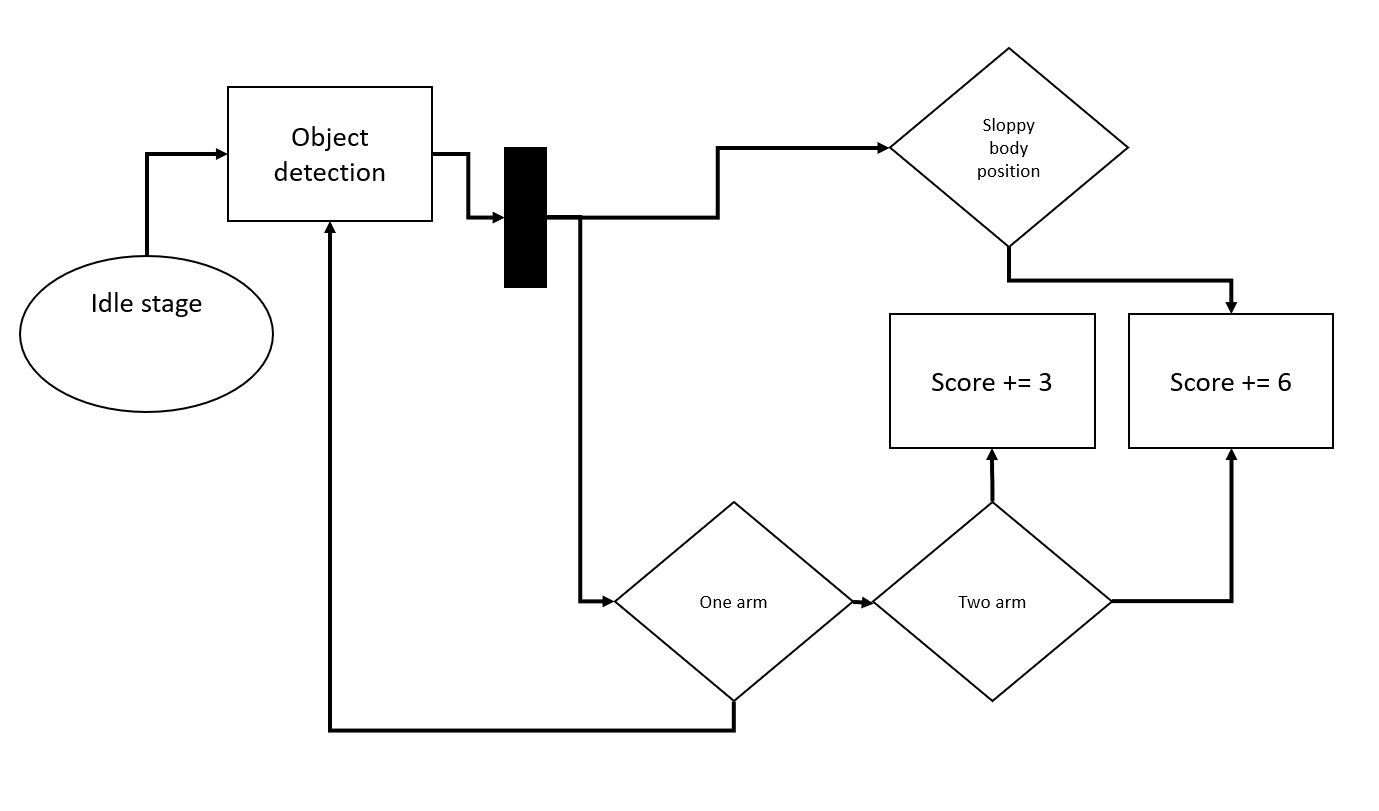 Object
detection
Sloppy
body
position
Idle stage
Score += 3
Score += 6
One arm
Two arm